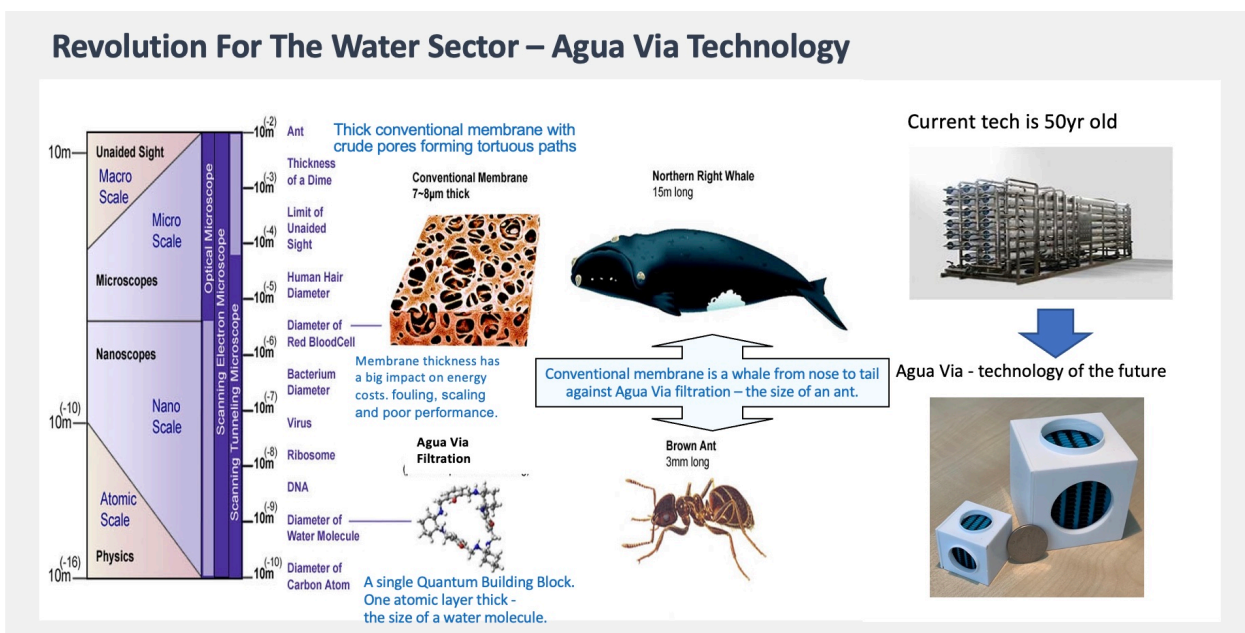 Revolution For The Water Sector – Agua Via Technology
10m
(-10)
10m
(-16)
10m
Unaided Sight
Macro
Scale
Micro
Scale
Microscopes
Nanoscopes
Nano
Scale
Atomic
Scale
Physics
Optical Microscope
Scanning Electron Microscope
Scanning Tunneling Microscope
(-2)
10m
(-3)
10m
(-4)
10m
(-5)
10m
(-6)
10m
(-7)
10m
(-8)
10m
(-9)
10m
(-10)
10m
Ant
Thickness
of a Dime
Limit of
Unaided
Sight
Human Hair
Diameter
Diameter of
Red BloodCell
Bacterium
Diameter
Virus
Ribosome
DNA
Diameter of
Water Molecule
Diameter of
Carbon Atom
Thick conventional membrane with
crude pores forming tortuous paths
Conventional Membrane
7~8μm thick
Membrane thickness has
a big impact on energy
costs. fouling, scaling
and poor performance.
Agua Via
Filtration
A single Quantum Building Block.
One atomic layer thick -
the size of a water molecule.
Northern Right Whale
15m long
Conventional membrane is a whale from nose to tail
against Agua Via filtration – the size of an ant.
Brown Ant
3mm long
Current tech is 50yr old
Agua Via - technology of the future